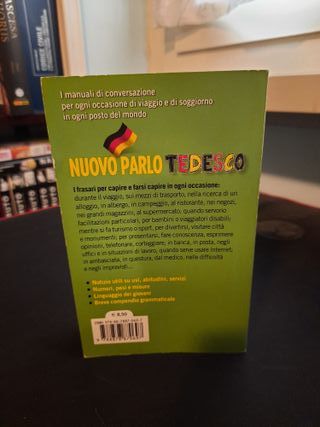 I manuali di conversazione
per ogni occasione di viaggio e di soggiorno
in ogni posto del mondo
NUOVO PARLO TEDESCO
I frasari per capire e farsi capire in ogni occasione:
durante il viaggio, sui mezzi di trasporto, nella ricerca di un
alloggio, in albergo, in campeggio, al ristorante, nei negozi,
nei grandi magazzini, al supermercato; quando servono
facilitazioni particolari, per bambini o viaggiatori disabili;
mentre si fa turismo o sport, per divertirsi, visitare città
e monumenti; per presentarsi, fare conoscenza, esprimere
opinioni, telefonare, corteggiare, in banca, in posta, negli
uffici e in situazioni di lavoro, quando serve usare Internet,
in ambasciata, in questura, dal medico, nelle difficoltà
e negli imprevisti...
Notizie utili su usi, abitudini, servizi
Numeri, pesi e misure
Linguaggio dei giovani
Breve compendio grammaticale
€ 8,90